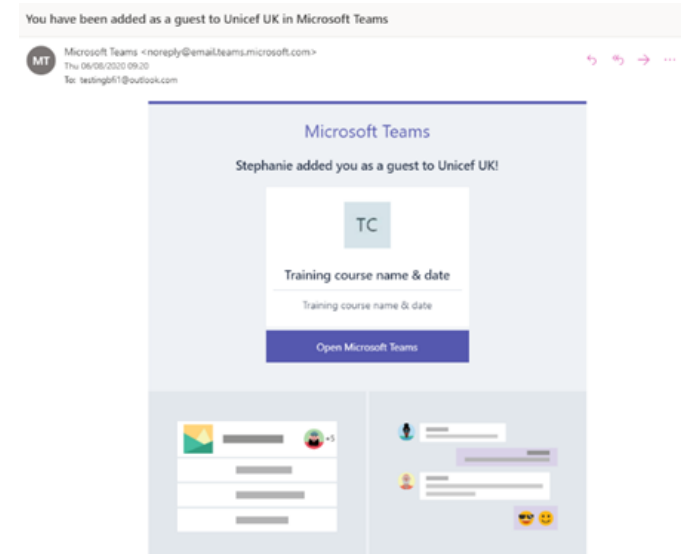 You have been added as a guest to Unicef UK in Microsoft Teams
MT
Microsoft Teams <noreply@email.teams.microsoft.com>
Thu 06/08/2020 09:20
To: testingbfi1@outlook.com
Microsoft Teams
Stephanie added you as a guest to Unicef UK!
TC
Training course name & date
Training course name & date
Open Microsoft Teams
+5